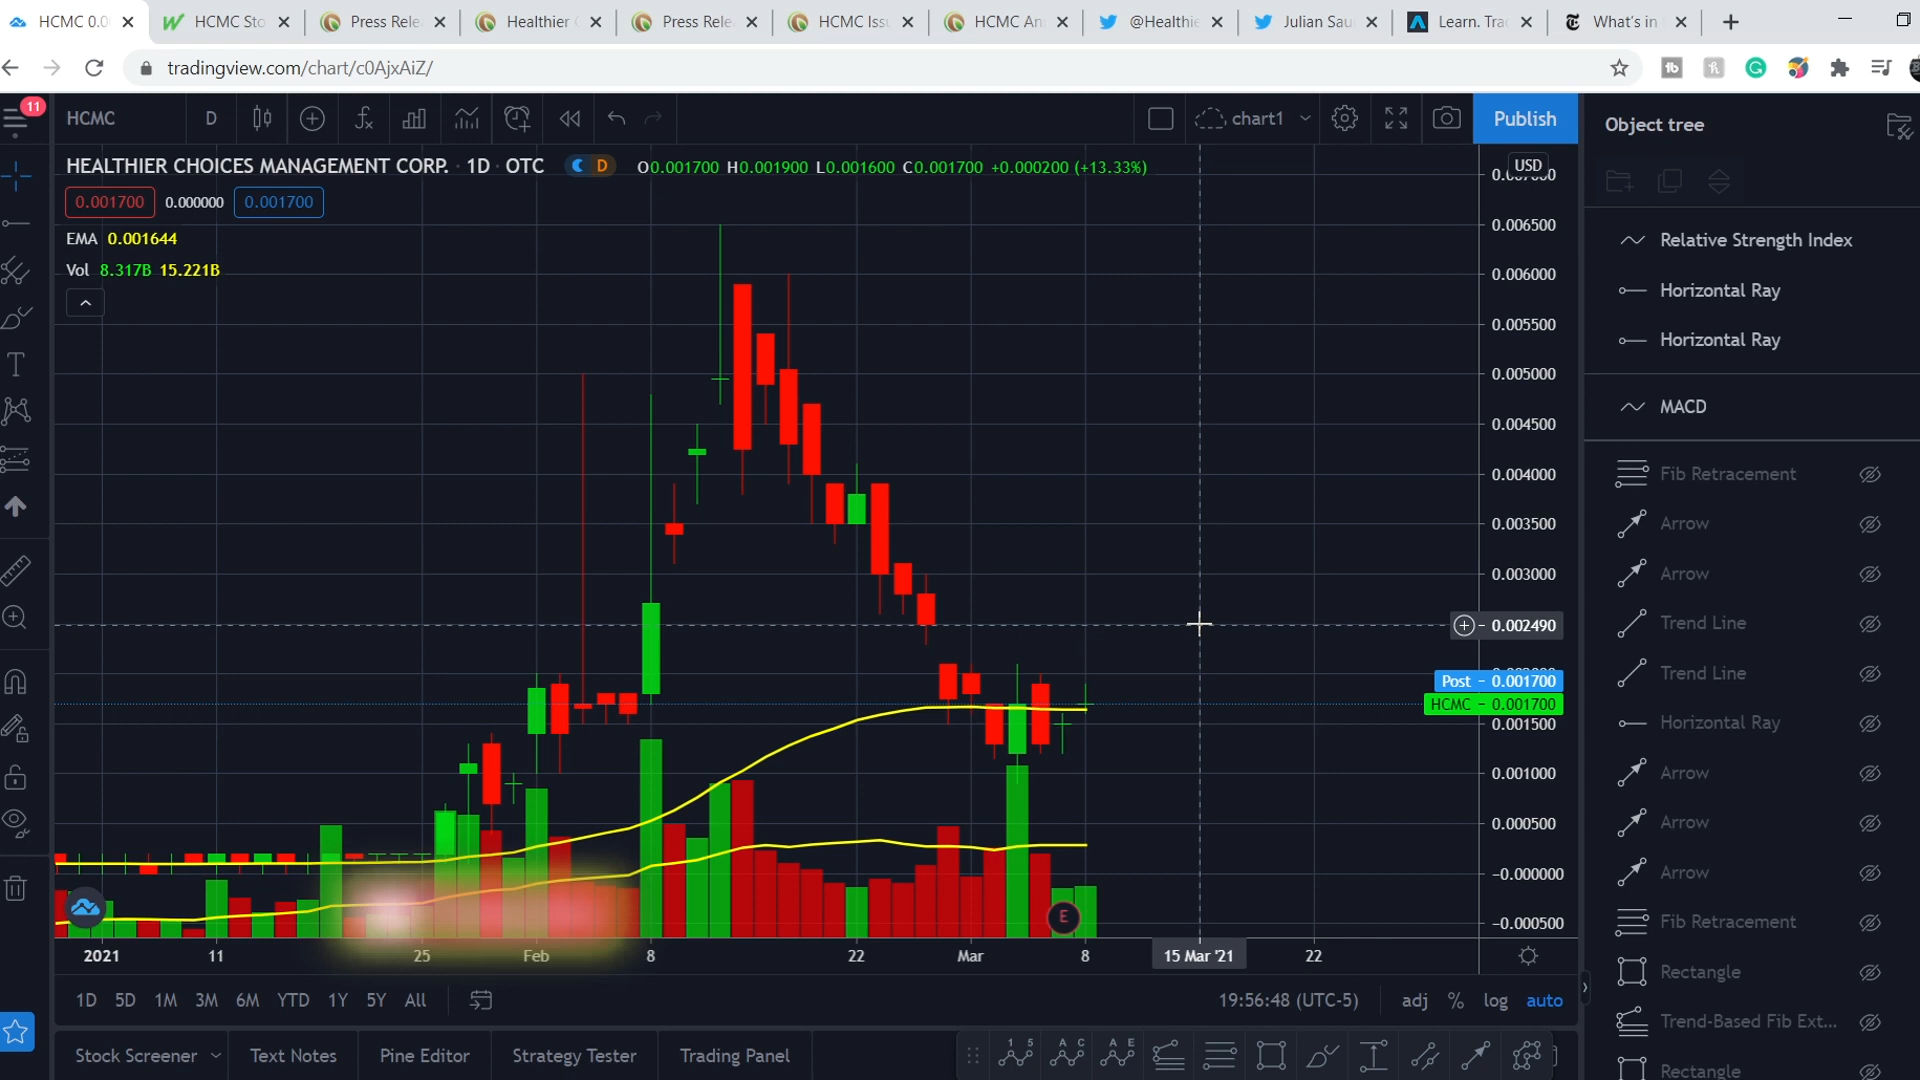 HCMC 0.0
HCMC Sto
Press Rele
Healthier
Press Rele
HCMC Iss
HCMC An
@Healthie
Julian Sau
Learn. Tra
What's in
tradingview.com/chart/c0AjxAiZ/
11
HCMC
D
chart1
Publish
Object tree
HEALTHIER CHOICES MANAGEMENT CORP. · 1D · OTC
D
O0.001700 H0.001900 L0.001600 C0.001700 +0.000200 (+13.33%)
USD
0.001700
0.000000
0.001700
EMA 0.001644
Vol 8.317B 15.221B
0.006500
0.006000
0.005500
0.005000
0.004500
0.004000
0.003500
0.003000
0.002490
Post - 0.001700
HCMC - 0.001700
0.001500
0.001000
0.000500
-0.000000
-0.000500
E
2021
11
25
Feb
8
22
Mar
8
15 Mar '21
22
1D 5D 1M 3M 6M YTD 1Y 5Y All
19:56:48 (UTC-5)
adj % log auto
Stock Screener
Text Notes
Pine Editor
Strategy Tester
Trading Panel
1 5
A C
A E
Relative Strength Index
Horizontal Ray
Horizontal Ray
MACD
Fib Retracement
Arrow
Arrow
Trend Line
Trend Line
Horizontal Ray
Arrow
Arrow
Arrow
Fib Retracement
Rectangle
Trend-Based Fib Ext...
Rectangle